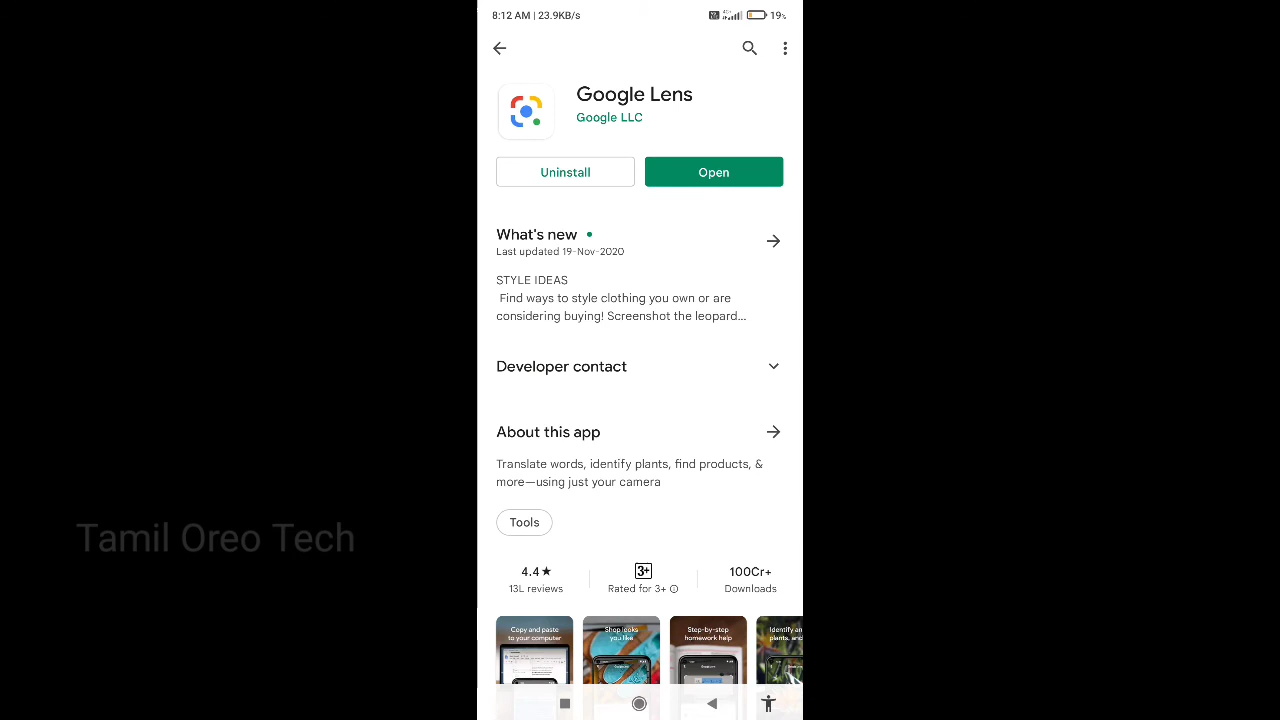 8:12 AM | 23.9KB/s
19%
Google Lens
Google LLC
Uninstall
Open
What's new
Last updated 19-Nov-2020
STYLE IDEAS
Find ways to style clothing you own or are
considering buying! Screenshot the leopard...
Developer contact
About this app
Translate words, identify plants, find products, &
more—using just your camera
Tamil Oreo Tech
Tools
4.4★
13L reviews
3+
Rated for 3+
100Cr+
Downloads
Copy and paste
to your computer
Shop looks
you like
Step-by-step
homework help
Identify
plants,